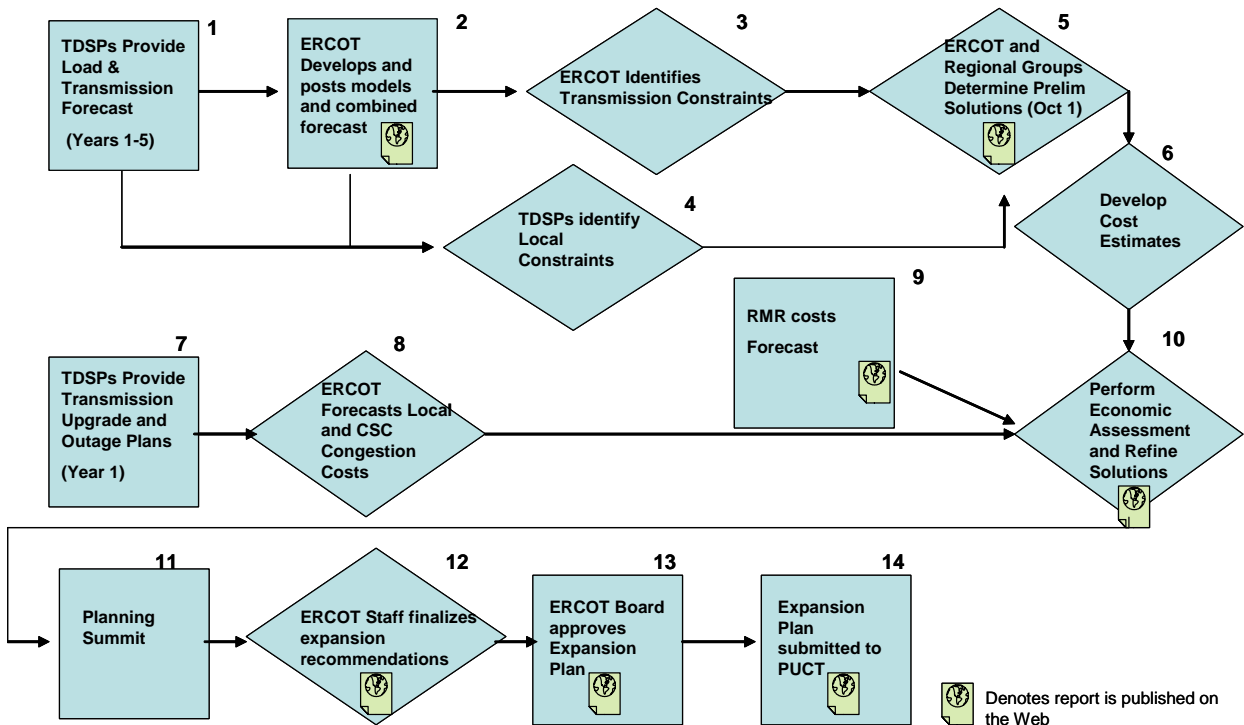 1
TDSPs Provide
Load &
Transmission
Forecast
(Years 1-5)
2
ERCOT
Develops and
posts models
and combined
forecast
3
ERCOT Identifies
Transmission Constraints
5
ERCOT and
Regional Groups
Determine Prelim
Solutions (Oct 1)
4
TDSPs identify
Local
Constraints
6
Develop
Cost
Estimates
7
TDSPs Provide
Transmission
Upgrade and
Outage Plans
(Year 1)
8
ERCOT
Forecasts Local
and CSC
Congestion
Costs
9
RMR costs
Forecast
10
Perform
Economic
Assessment
and Refine
Solutions
11
Planning
Summit
12
ERCOT Staff finalizes
expansion
recommendations
13
ERCOT Board
approves
Expansion
Plan
14
Expansion
Plan
submitted to
PUCT
Denotes report is published on
the Web